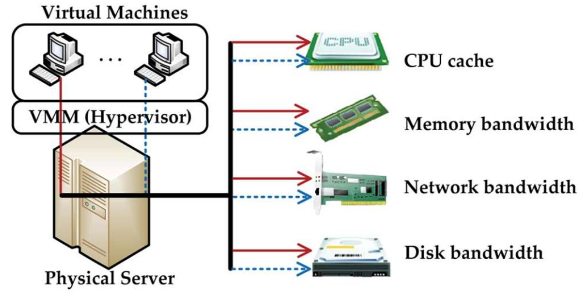 Virtual Machines
...
VMM (Hypervisor)
Physical Server
CPU
CPU cache
Memory bandwidth
Network bandwidth
Disk bandwidth